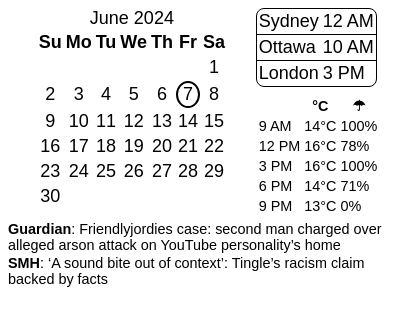 June 2024
Su Mo Tu We Th Fr Sa
1
2 3 4 5 6 7 8
9 10 11 12 13 14 15
16 17 18 19 20 21 22
23 24 25 26 27 28 29
30
Sydney 12 AM
Ottawa 10 AM
London 3 PM
°C ☂
9 AM 14°C 100%
12 PM 16°C 78%
3 PM 16°C 100%
6 PM 14°C 71%
9 PM 13°C 0%
Guardian: Friendlyjordies case: second man charged over
alleged arson attack on YouTube personality’s home
SMH: ‘A sound bite out of context’: Tingle’s racism claim
backed by facts